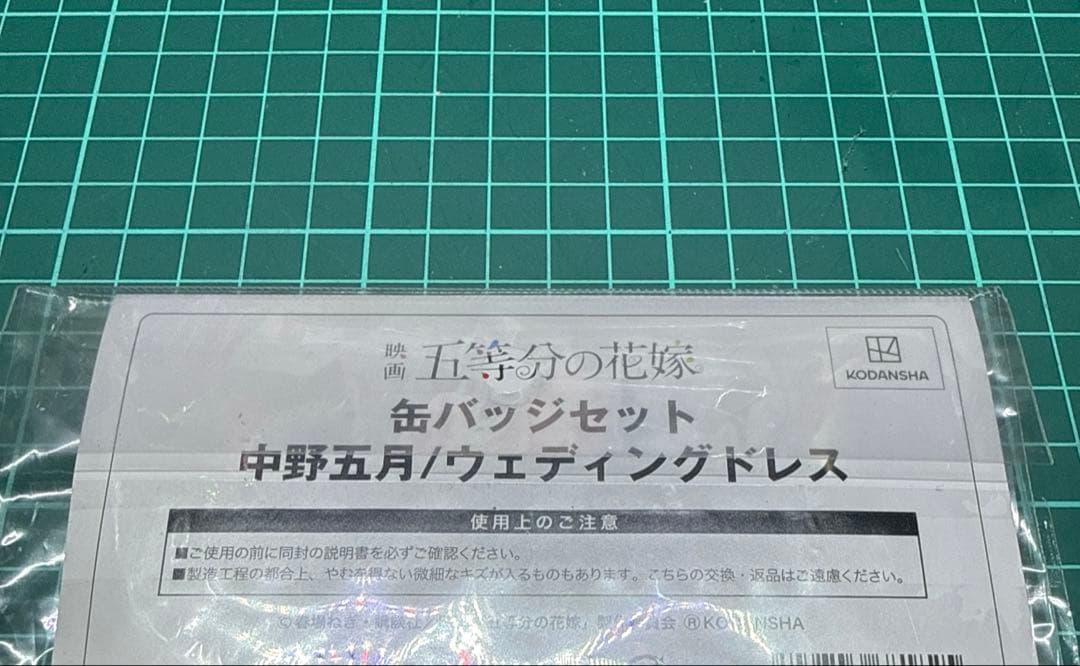 映画 五等分の花嫁
KODANSHA
缶バッジセット
中野五月/ウェディングドレス
使用上のご注意
■ご使用の前に同封の説明書を必ずご確認ください。
■製造工程の都合上、やむを得ない微細なキズが入るものもあります。こちらの交換・返品はご遠慮ください。
©春場ねぎ・講談社/「五等分の花嫁」製作委員会 ®KODANSHA